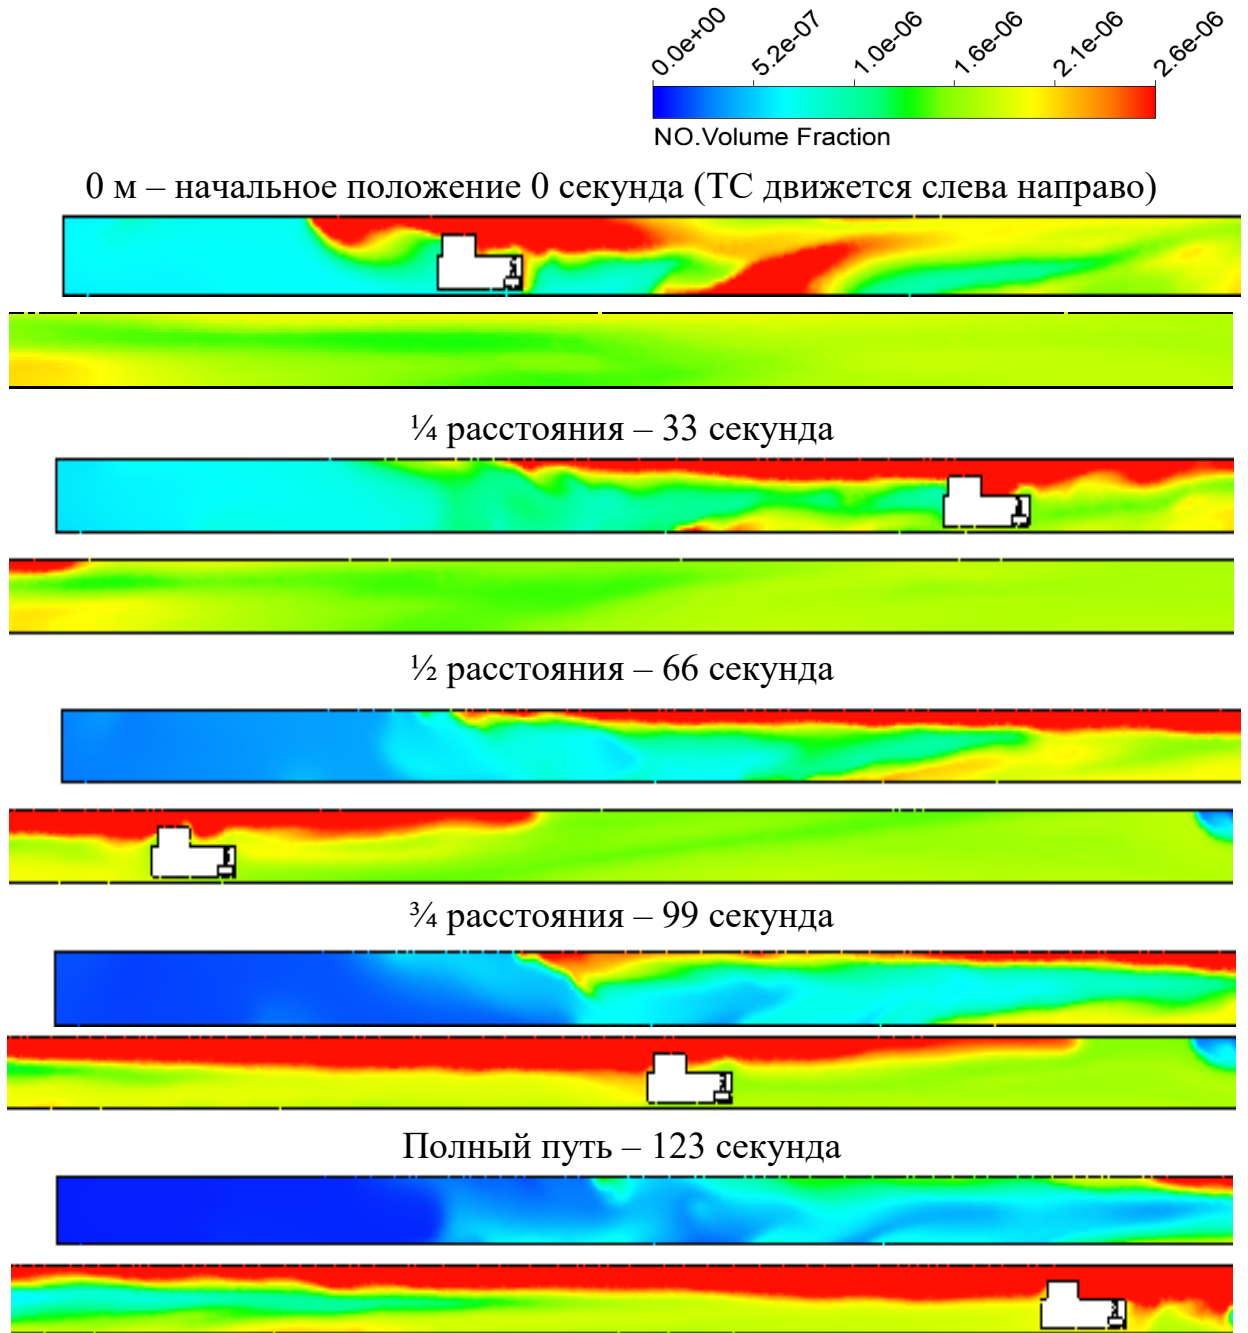 0.0e+00 5.2e-07 1.0e-06 1.6e-06 2.1e-06 2.6e-06
NO.Volume Fraction
0 м – начальное положение 0 секунда (ТС движется слева направо)
¼ расстояния – 33 секунда
½ расстояния – 66 секунда
¾ расстояния – 99 секунда
Полный путь – 123 секунда